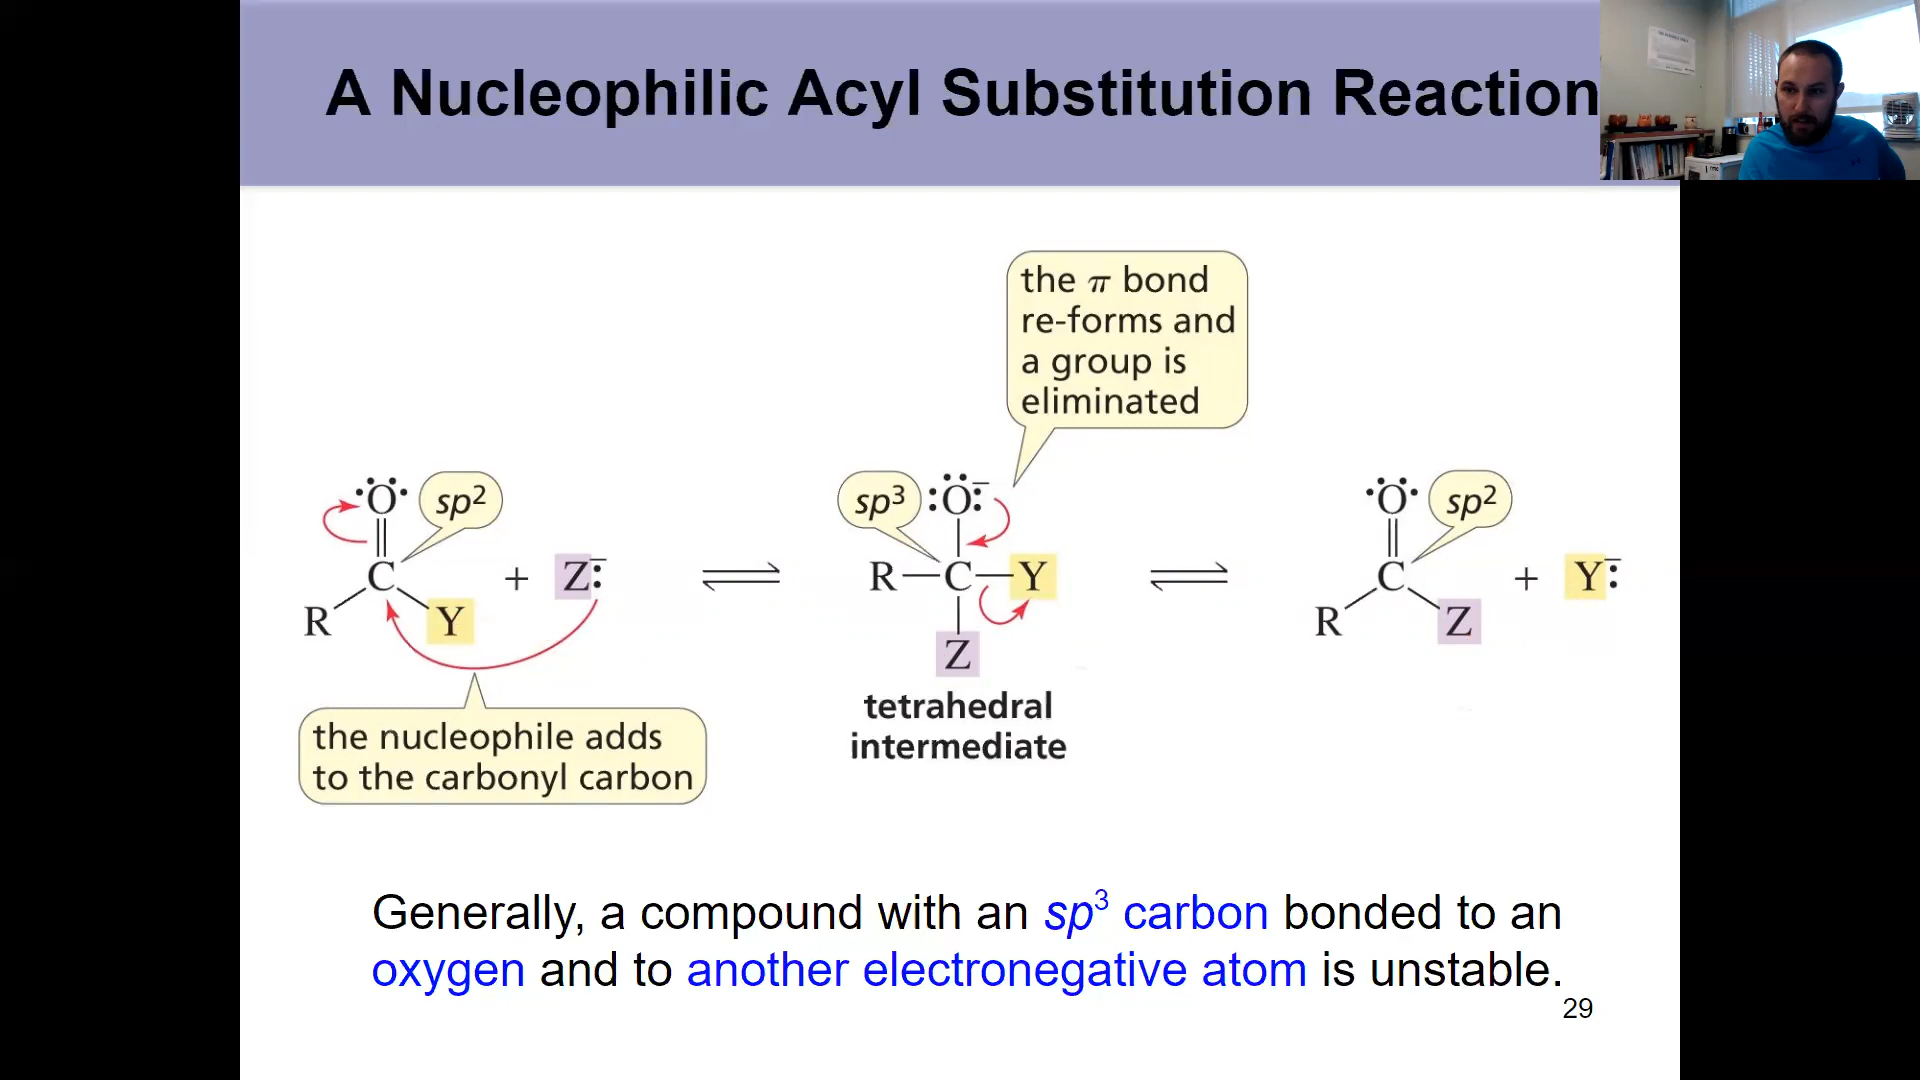 A Nucleophilic Acyl Substitution Reaction
the π bond
re-forms and
a group is
eliminated
O
sp²
sp³
O⁻
O
sp²
C
R
Y
+ Z:⁻
R—C—Y
Z
C
R
Z
+ Y:⁻
tetrahedral
intermediate
the nucleophile adds
to the carbonyl carbon
Generally, a compound with an sp³ carbon bonded to an
oxygen and to another electronegative atom is unstable.
29